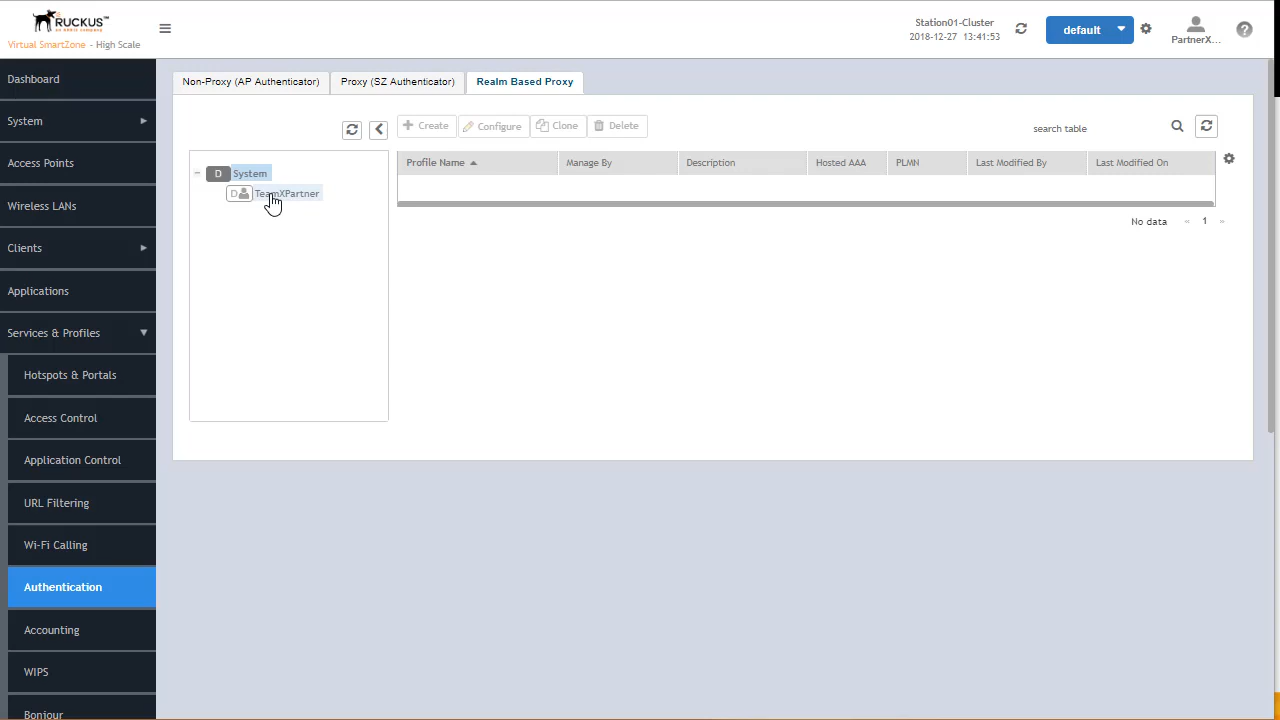 RUCKUS™
Virtual SmartZone - High Scale
Station01-Cluster
2018-12-27 13:41:53
default
PartnerX...
Dashboard
System
Access Points
Wireless LANs
Clients
Applications
Services & Profiles
Hotspots & Portals
Access Control
Application Control
URL Filtering
Wi-Fi Calling
Authentication
Accounting
WIPS
Bonjour
Non-Proxy (AP Authenticator)
Proxy (SZ Authenticator)
Realm Based Proxy
D System
D TeamXPartner
Create
Configure
Clone
Delete
search table
Profile Name
Manage By
Description
Hosted AAA
PLMN
Last Modified By
Last Modified On
No data « 1 »